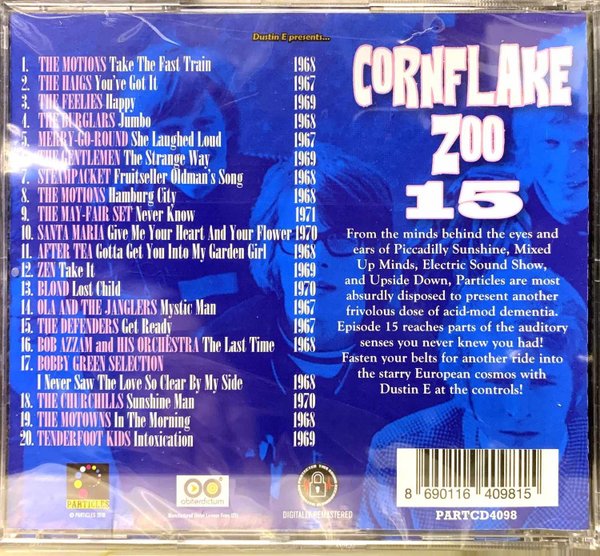 Dustin E presents...
1. THE MOTIONS Take The Fast Train 1968
2. THE HAIGS You've Got It 1967
3. THE FEELIES Happy 1969
4. THE BURGLARS Jumbo 1968
5. MERRY-GO-ROUND She Laughed Loud 1967
6. THE GENTLEMEN The Strange Way 1969
7. STEAMPACKET Fruitseller Oldman's Song 1968
8. THE MOTIONS Hamburg City 1968
9. THE MAY-FAIR SET Never Know 1971
10. SANTA MARIA Give Me Your Heart And Your Flower 1970
11. AFTER TEA Gotta Get You Into My Garden Girl 1968
12. ZEN Take It 1969
13. BLOND Lost Child 1970
14. OLA AND THE JANGLERS Mystic Man 1967
15. THE DEFENDERS Get Ready 1967
16. BOB AZZAM and HIS ORCHESTRA The Last Time 1968
17. BOBBY GREEN SELECTION
I Never Saw The Love So Clear By My Side 1968
18. THE CHURCHILLS Sunshine Man 1970
19. THE MOTOWNS In The Morning 1968
20. TENDERFOOT KIDS Intoxication 1969
CORNFLAKE
ZOO
15
From the minds behind the eyes and
ears of Piccadilly Sunshine, Mixed
Up Minds, Electric Sound Show,
and Upside Down, Particles are most
absurdly disposed to present another
frivolous dose of acid-mod dementia.
Episode 15 reaches parts of the auditory
senses you never knew you had!
Fasten your belts for another ride into
the starry European cosmos with
Dustin E at the controls!
PARTICLES
obiterdictum
DIGITALLY REMASTERED
8 690116 409815
PARTCD4098